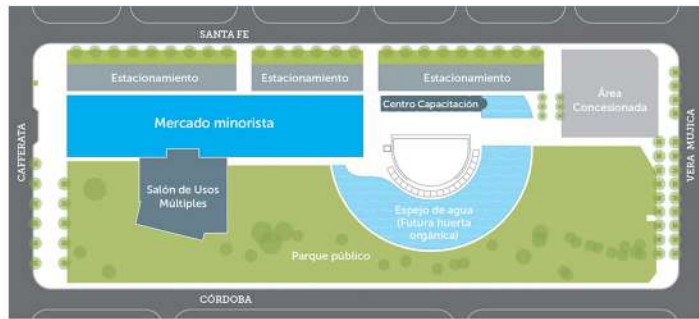 SANTA FE
Estacionamiento
Estacionamiento
Estacionamiento
Área
Concesionada
Centro Capacitación
Mercado minorista
CAFFERATA
VERA MUJICA
Salón de Usos
Múltiples
Espejo de agua
(Futura huerta
orgánica)
Parque público
CÓRDOBA